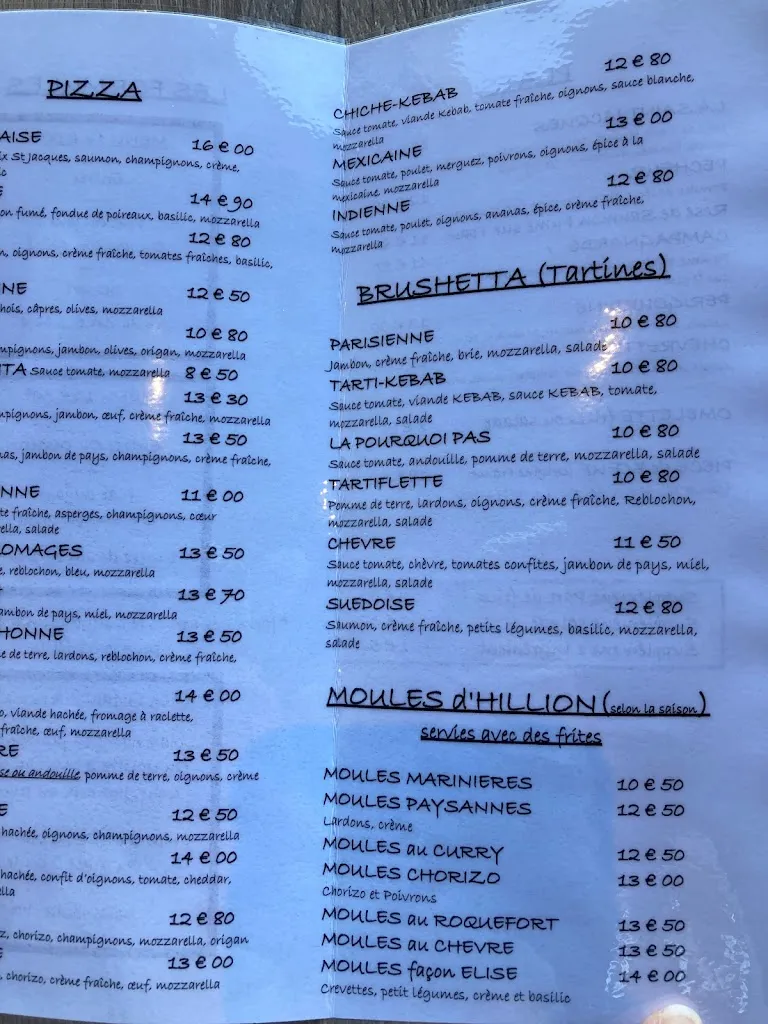 PIZZA
AISE 16 € 00
St Jacques, saumon, champignons, crème,
14 € 90
fumé, fondue de poireaux, basilic, mozzarella
12 € 80
oignons, crème fraîche, tomates fraîches, basilic,
NE 12 € 50
câpres, olives, mozzarella
10 € 80
jambon, olives, origan, mozzarella
ITA Sauce tomate, mozzarella 8 € 50
13 € 30
jambon, œuf, crème fraîche, mozzarella
13 € 50
jambon de pays, champignons, crème fraîche,
NNE 11 € 00
fraîche, asperges, champignons, cœur
salade
ROMAGES 13 € 50
reblochon, bleu, mozzarella
13 € 70
jambon de pays, miel, mozzarella
HONNE 13 € 50
de terre, lardons, reblochon, crème fraîche,
14 € 00
viande hachée, fromage à raclette,
fraîche, œuf, mozzarella
RE 13 € 50
ou andouille, pomme de terre, oignons, crème
12 € 50
hachée, oignons, champignons, mozzarella
14 € 00
hachée, confit d'oignons, tomate, cheddar,
12 € 80
chorizo, champignons, mozzarella, origan
13 € 00
chorizo, crème fraîche, œuf, mozzarella
CHICHE-KEBAB 12 € 80
Sauce tomate, viande Kebab, tomate fraîche, oignons, sauce blanche,
mozzarella
MEXICAINE 13 € 00
Sauce tomate, poulet, merguez, poivrons, oignons, épice à la
mexicaine, mozzarella
INDIENNE 12 € 80
Sauce tomate, poulet, oignons, ananas, épice, crème fraîche,
mozzarella
BRUSHETTA (Tartines)
PARISIENNE 10 € 80
Jambon, crème fraîche, brie, mozzarella, salade
TARTI-KEBAB 10 € 80
Sauce tomate, viande KEBAB, sauce KEBAB, tomate,
mozzarella, salade
LA POURQUOI PAS 10 € 80
Sauce tomate, andouille, pomme de terre, mozzarella, salade
TARTIFLETTE 10 € 80
Pomme de terre, lardons, oignons, crème fraîche, Reblochon,
mozzarella, salade
CHEVRE 11 € 50
Sauce tomate, chèvre, tomates confites, jambon de pays, miel,
mozzarella, salade
SUEDOISE 12 € 80
Saumon, crème fraîche, petits légumes, basilic, mozzarella,
salade
MOULES d'HILLION (selon la saison)
servies avec des frites
MOULES MARINIERES 10 € 50
MOULES PAYSANNES 12 € 50
Lardons, crème
MOULES au CURRY 12 € 50
MOULES CHORIZO 13 € 00
Chorizo et Poivrons
MOULES au ROQUEFORT 13 € 50
MOULES au CHEVRE 13 € 50
MOULES façon ELISE 14 € 00
Crevettes, petit légumes, crème et basilic